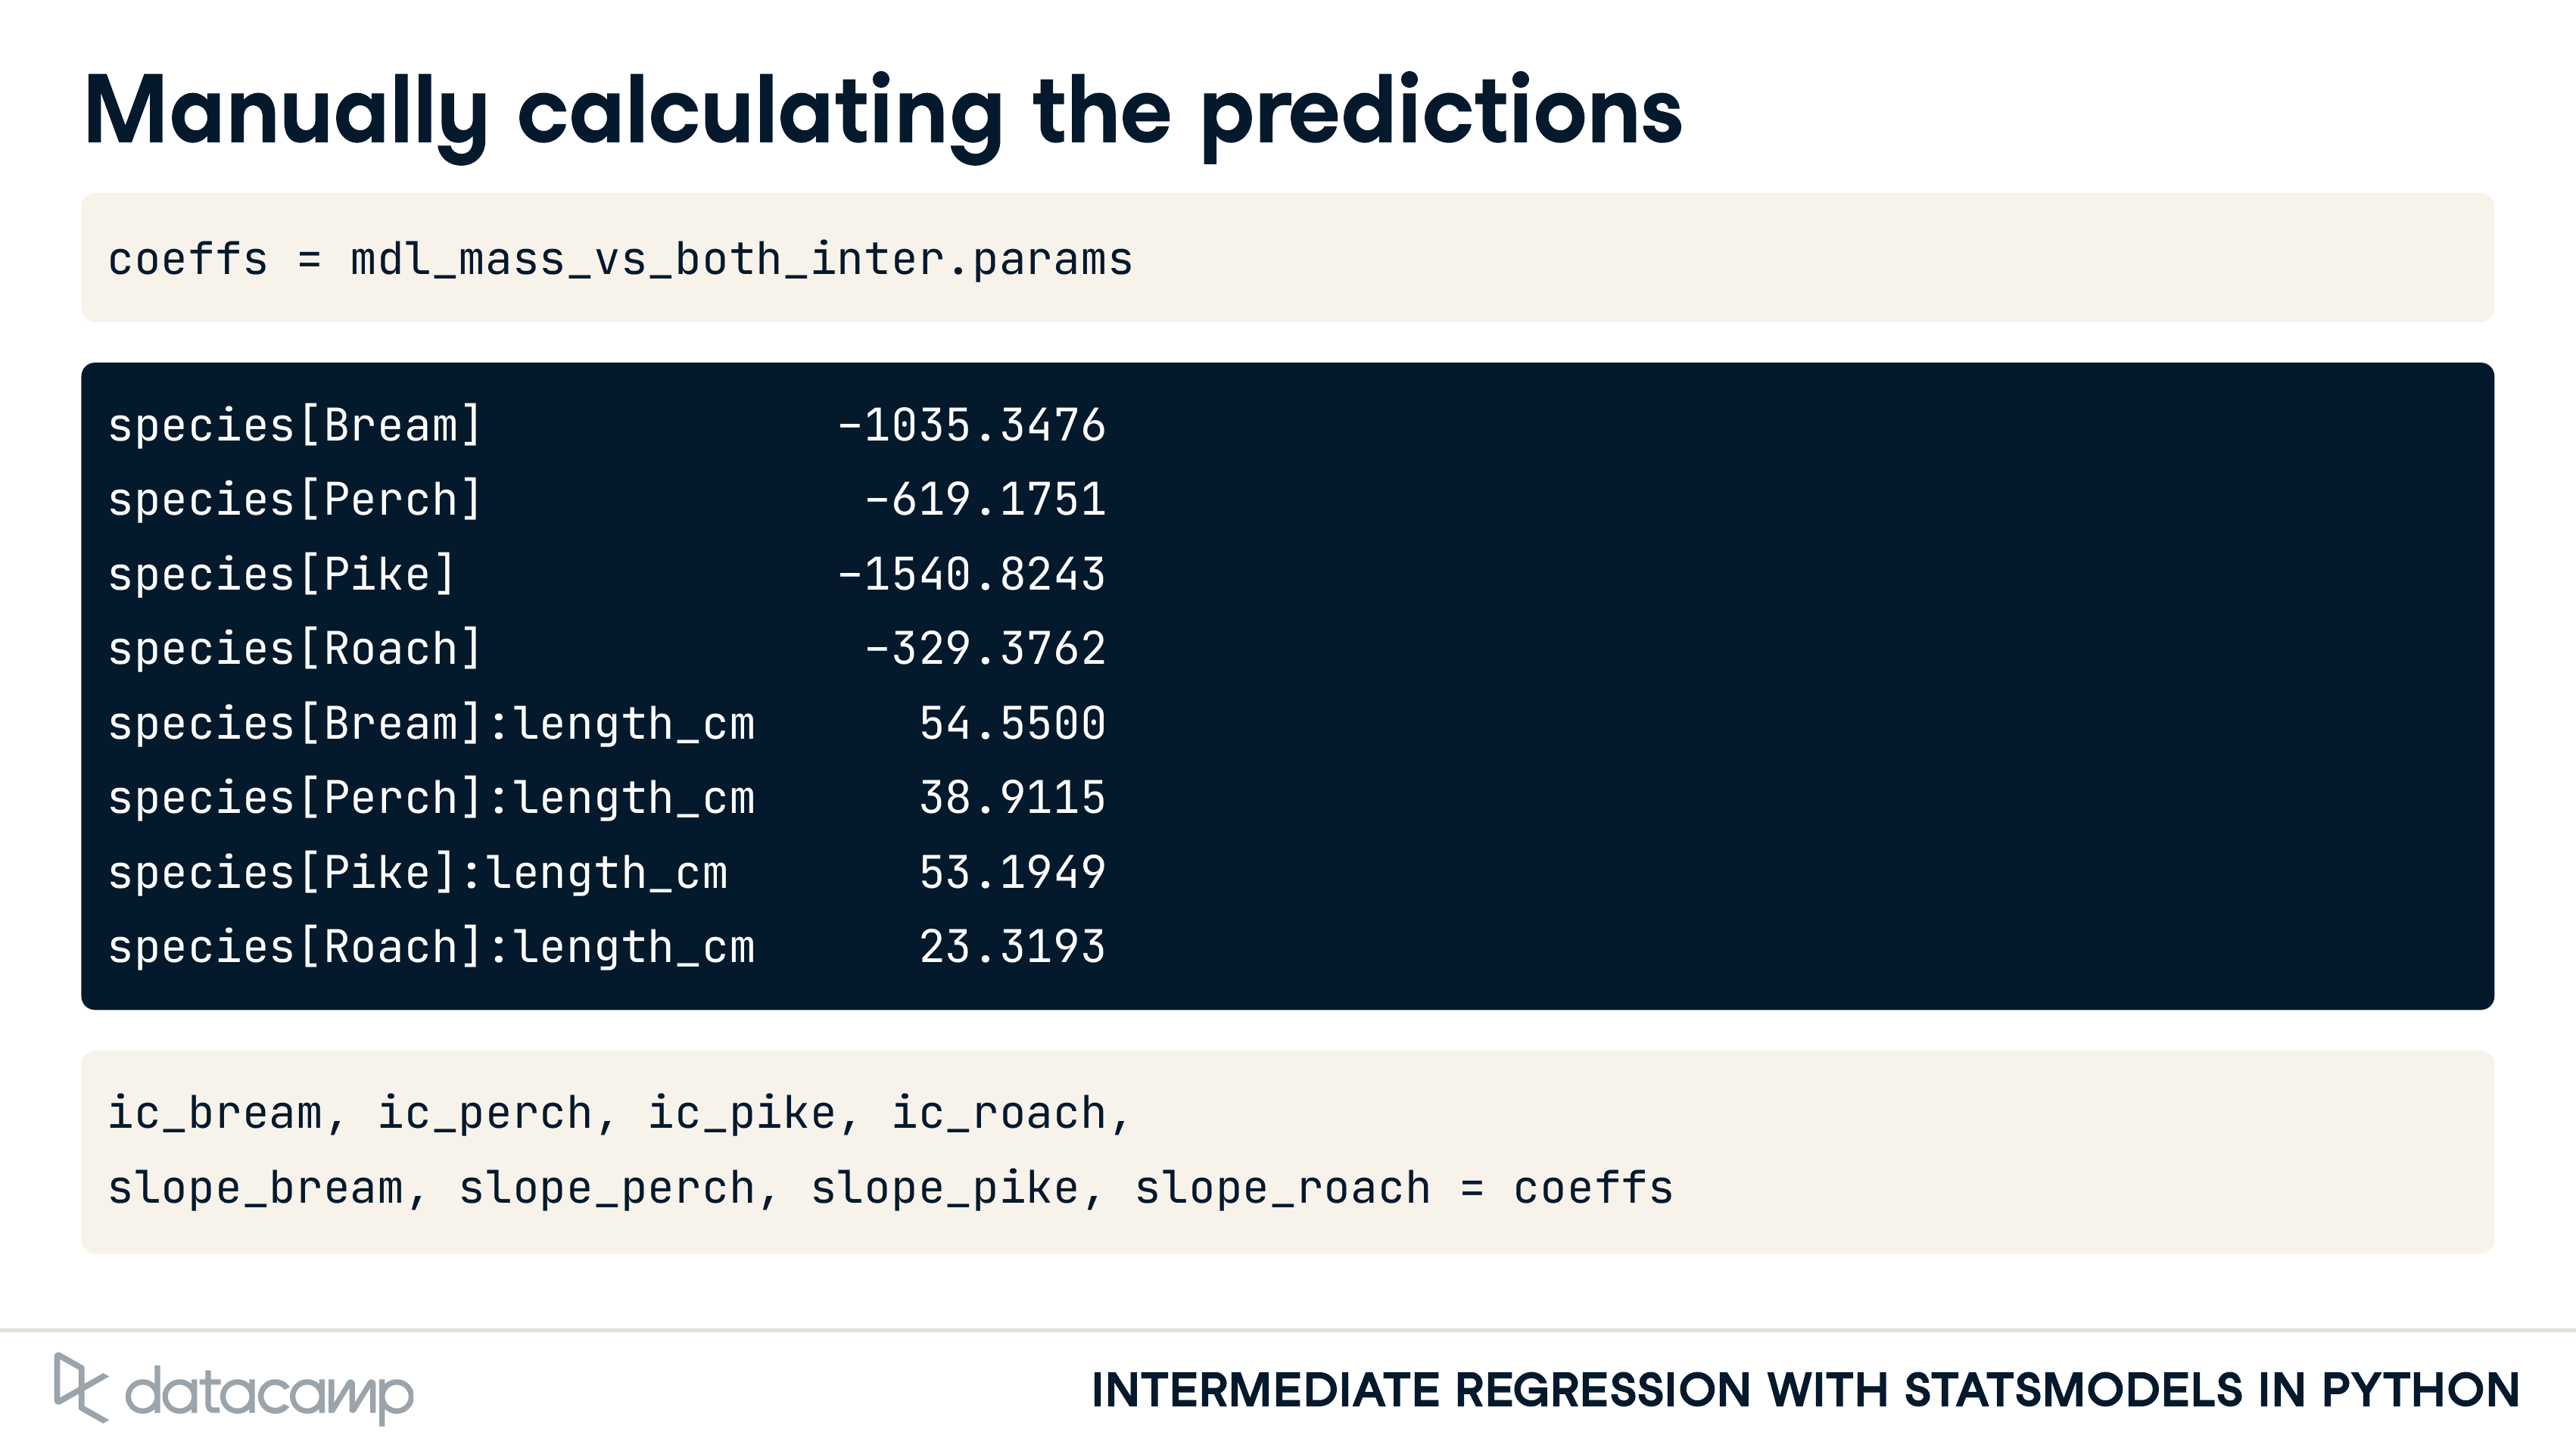 Manually calculating the predictions
coeffs = mdl_mass_vs_both_inter.params
species[Bream] -1035.3476
species[Perch] -619.1751
species[Pike] -1540.8243
species[Roach] -329.3762
species[Bream]:length_cm 54.5500
species[Perch]:length_cm 38.9115
species[Pike]:length_cm 53.1949
species[Roach]:length_cm 23.3193
ic_bream, ic_perch, ic_pike, ic_roach,
slope_bream, slope_perch, slope_pike, slope_roach = coeffs
datacamp
INTERMEDIATE REGRESSION WITH STATSMODELS IN PYTHON